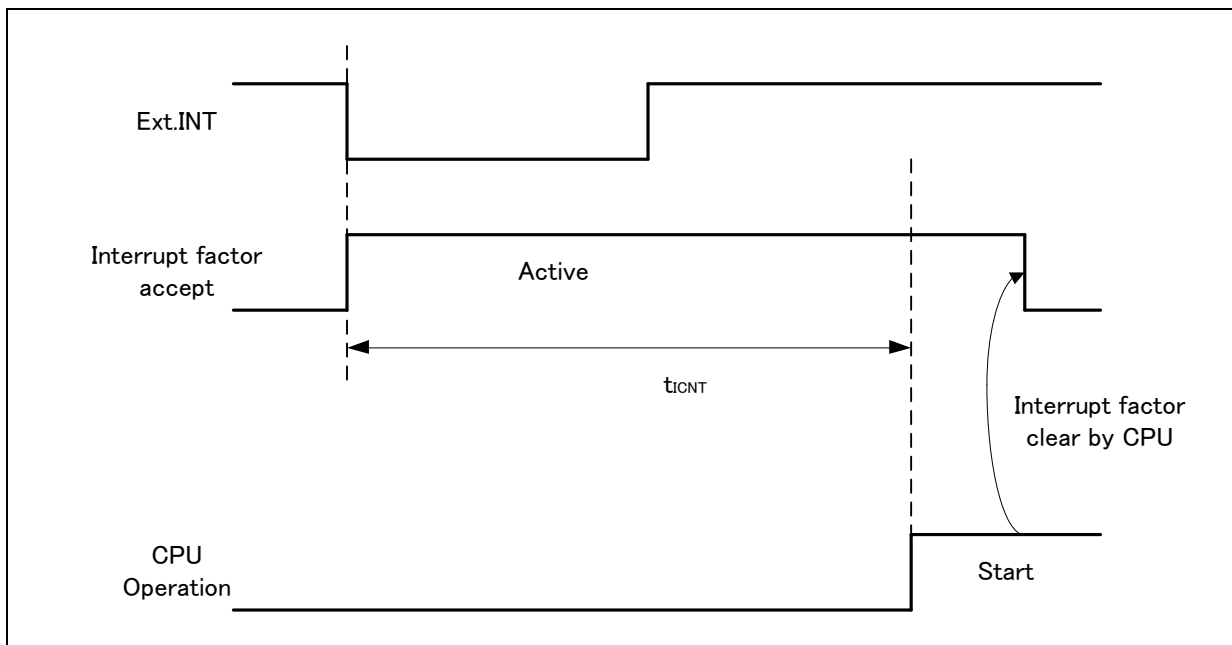 Ext.INT
Interrupt factor
accept
Active
tICNT
Interrupt factor
clear by CPU
CPU
Operation
Start